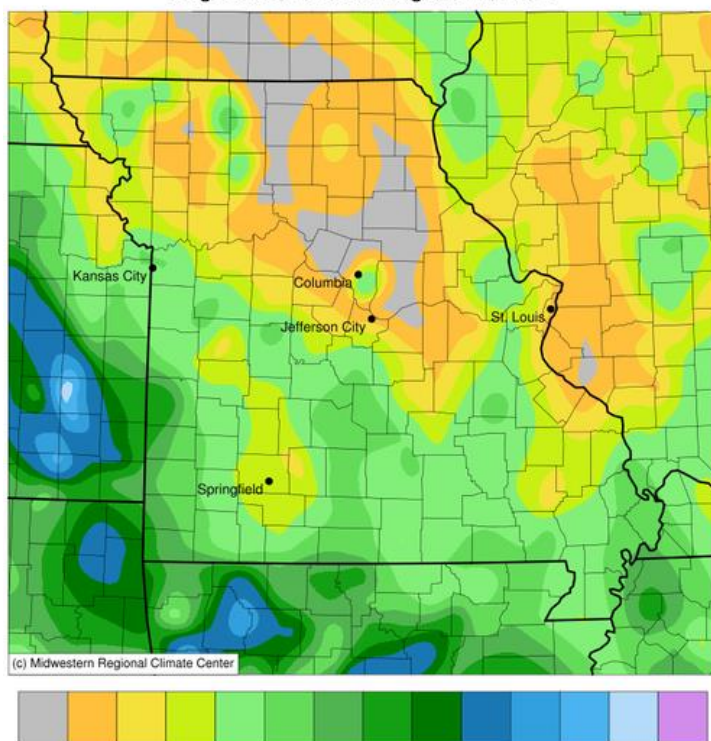 Kansas City
Columbia
Jefferson City
St. Louis
Springfield
(c) Midwestern Regional Climate Center